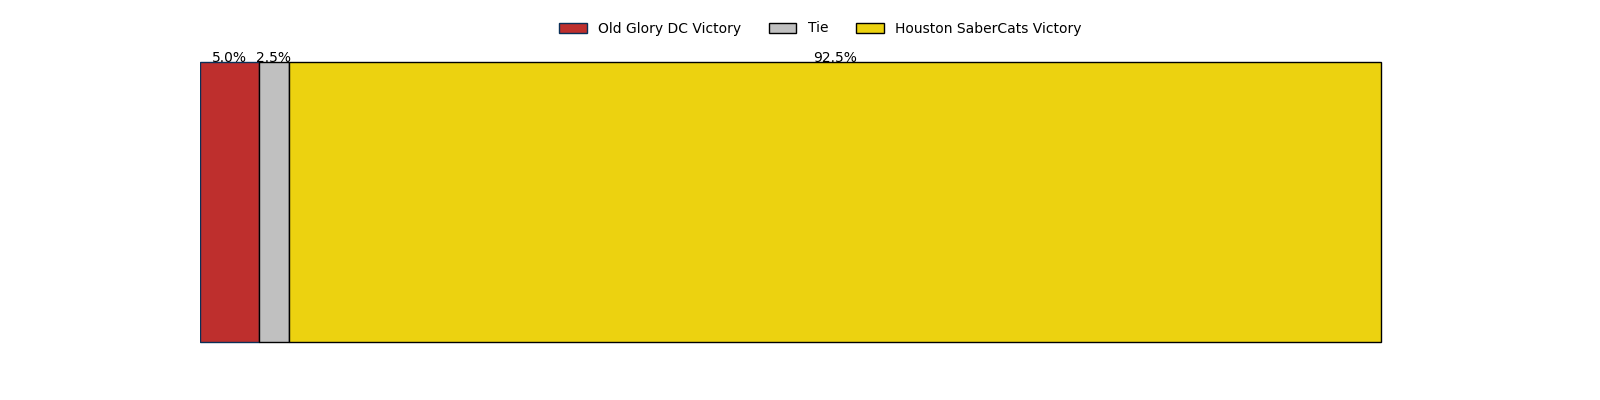 Old Glory DC Victory Tie Houston SaberCats Victory
5.0% 2.5% 92.5%